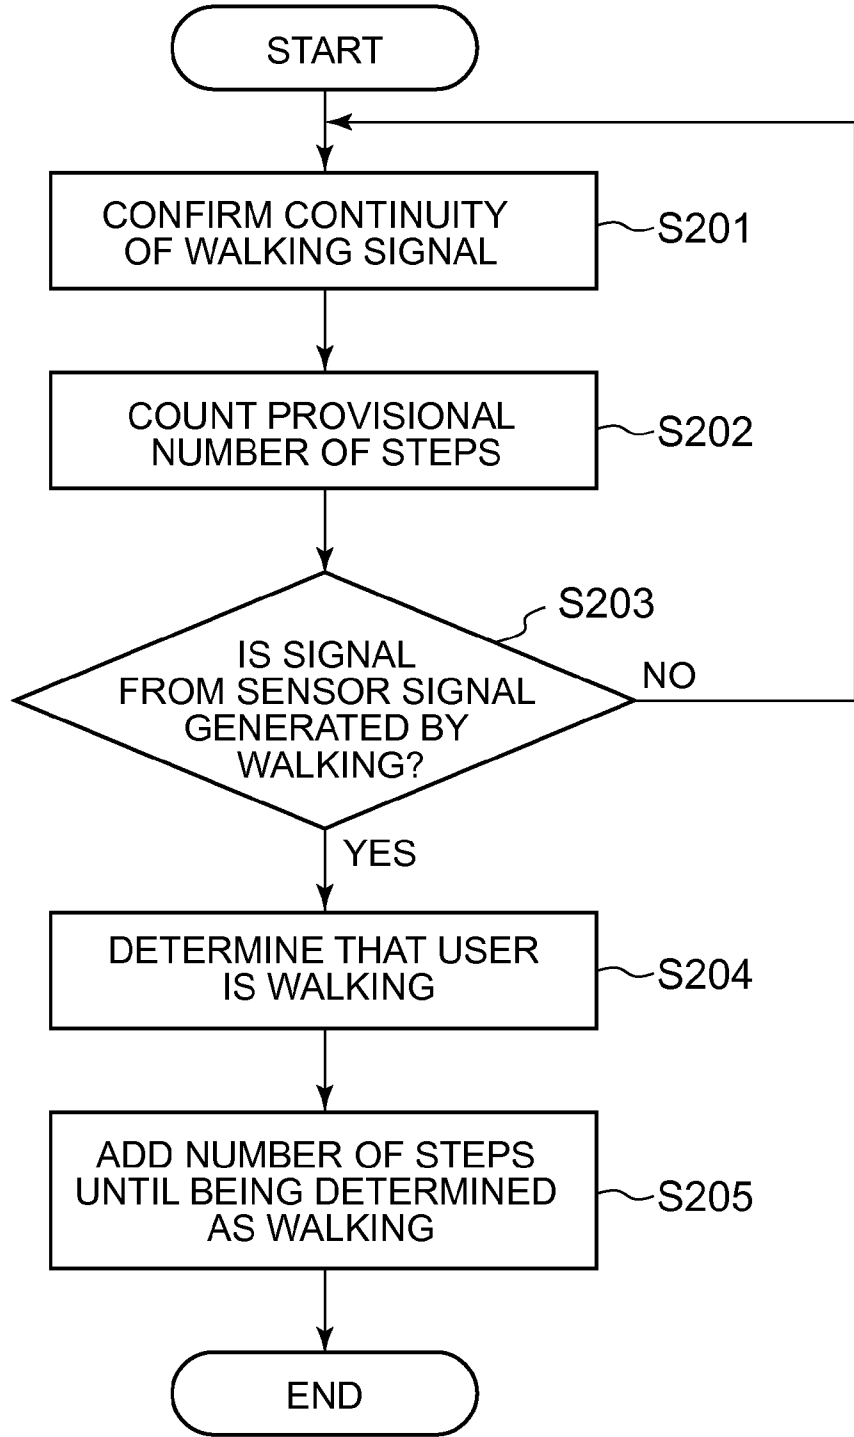 START
CONFIRM CONTINUITY
OF WALKING SIGNAL
S201
COUNT PROVISIONAL
NUMBER OF STEPS
S202
S203
IS SIGNAL
FROM SENSOR SIGNAL
GENERATED BY
WALKING?
NO
YES
DETERMINE THAT USER
IS WALKING
S204
ADD NUMBER OF STEPS
UNTIL BEING DETERMINED
AS WALKING
S205
END